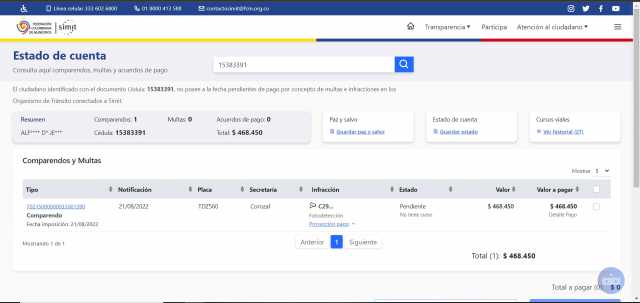 Línea celular 333 602 6000 01 8000 413 588 contactosimit@fcm.org.co
FEDERACIÓN COLOMBIANA DE MUNICIPIOS simit Transparencia Participa Atención al ciudadano
Estado de cuenta
Consulta aquí comparendos, multas y acuerdos de pago
15383391
El ciudadano identificado con el documento Cédula: 15383391, no posee a la fecha pendientes de pago por concepto de multas e infracciones en los
Organismo de Tránsito conectados a Simit.
Resumen Comparendos: 1 Multas: 0 Acuerdos de pago: 0
ALF**** D* JE*** Cédula: 15383391 Total: $ 468.450
Paz y salvo
Guardar paz y salvo
Estado de cuenta
Guardar estado
Cursos viales
Ver historial
Comparendos y Multas
Mostrar 5
Tipo Notificación Placa Secretaria Infracción Estado Valor Valor a pagar
21/08/2022 TDZ560 Corozal C29... Pendiente $ 468.450 $ 468.450
Comparendo Fotodetección No tiene curso Detalle Pago
Fecha imposición: 21/08/2022 Proyección pago
Mostrando 1 de 1
Anterior 1 Siguiente
Total (1): $ 468.450
Total a pagar (0): $ 0